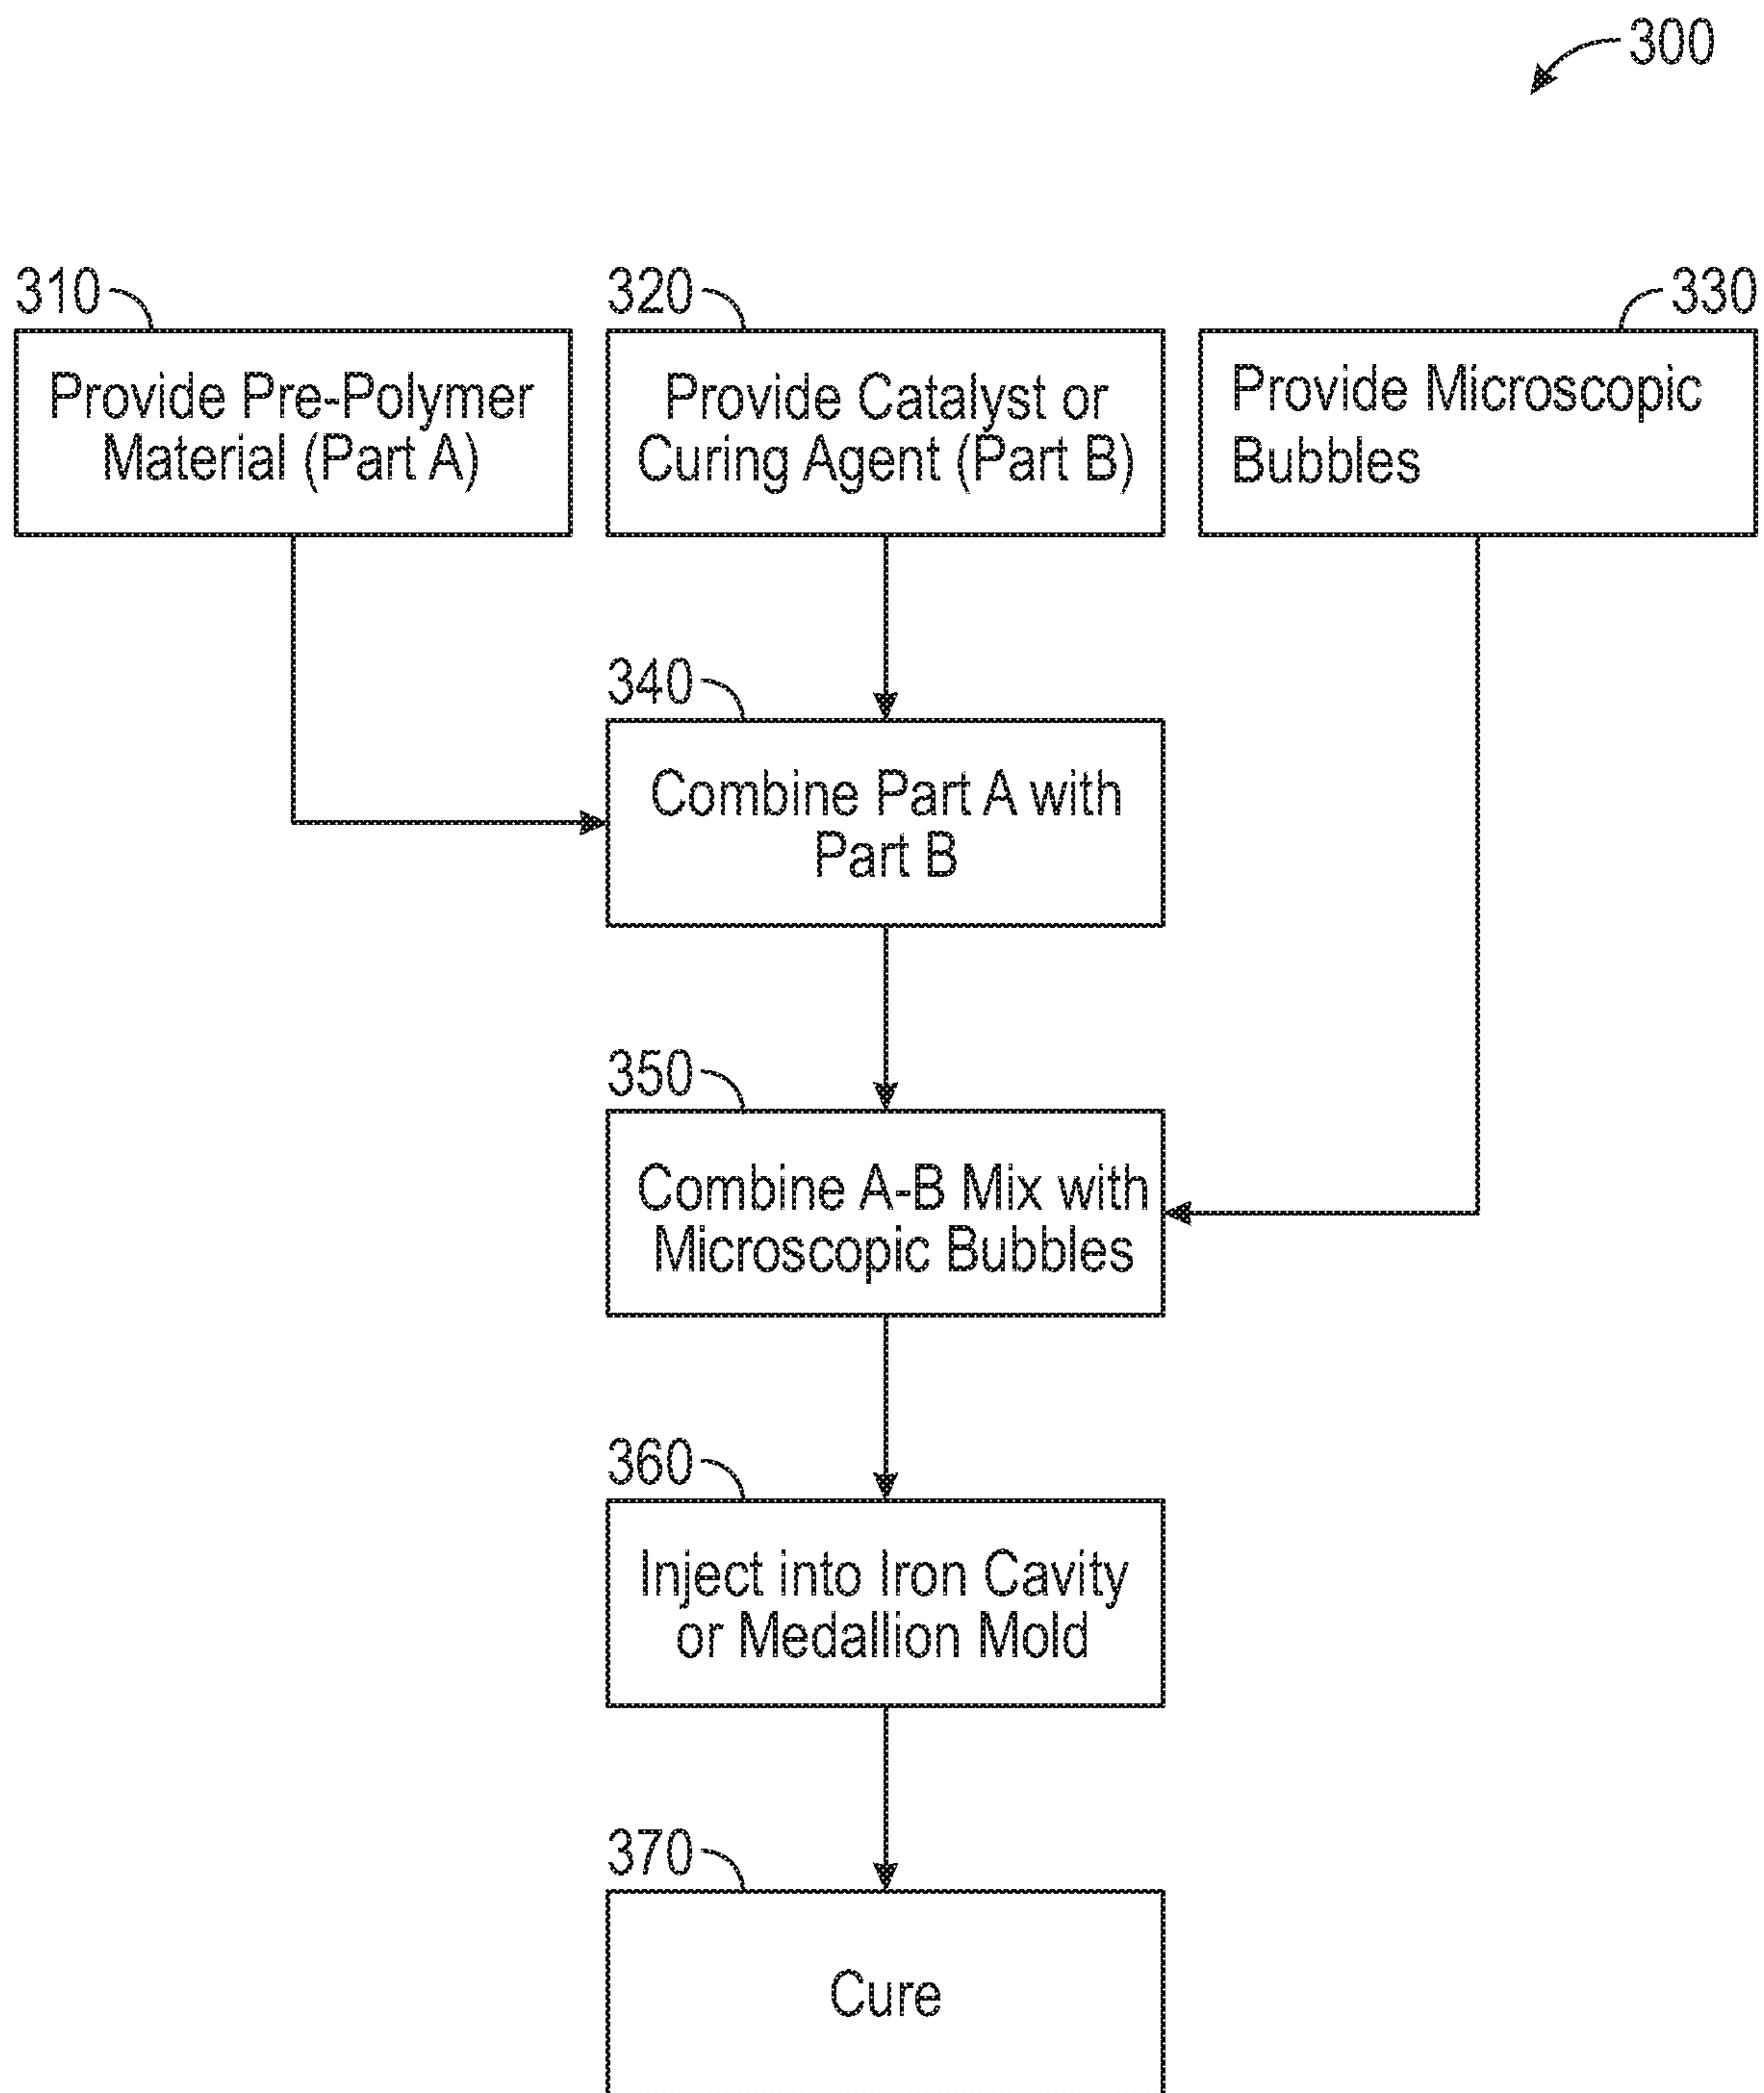 300
310
320
330
Provide Pre-Polymer
Material (Part A)
Provide Catalyst or
Curing Agent (Part B)
Provide Microscopic
Bubbles
340
Combine Part A with
Part B
350
Combine A-B Mix with
Microscopic Bubbles
360
Inject into Iron Cavity
or Medallion Mold
370
Cure